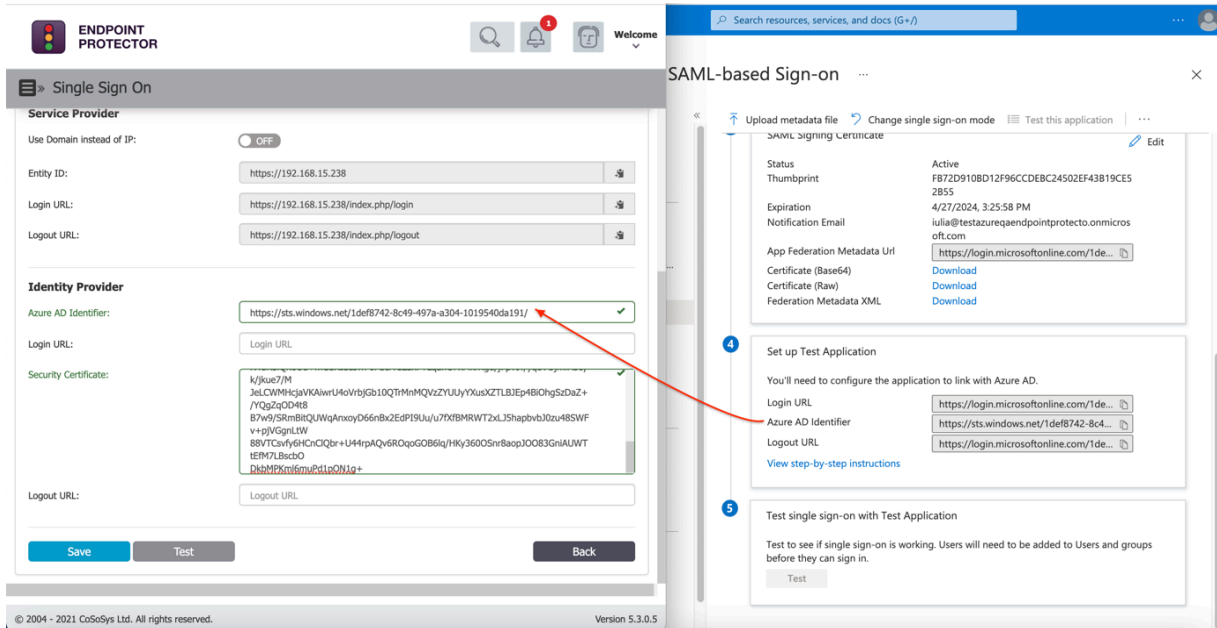 ENDPOINT
PROTECTOR
1
Welcome
» Single Sign On
Service Provider
Use Domain instead of IP:
OFF
Entity ID:
https://192.168.15.238
Login URL:
https://192.168.15.238/index.php/login
Logout URL:
https://192.168.15.238/index.php/logout
Identity Provider
Azure AD Identifier:
https://sts.windows.net/1def8742-8c49-497a-a304-1019540da191/
Login URL:
Login URL
Security Certificate:
k/jkue7/M
JeLCWMHcjaVKAiwrU4oVrbjGb10QTrMnMQVzZYUUyYXusXZTLBJEp4BiOhgSzDaZ+
/YQgZqOD4t8
B7w9/SRmBitQUWqAnxoyD66nBx2EdPI9Uu/u7fXfBMRWT2xLJ5hapbvbJ0zu48SWF
v+pjVGgnLtW
88VTCsvfy6HCnClQbr+U44rpAQv6ROqoGOB6lq/HKy360OSnr8aopJOO83GniAUWT
tEfM7LBscbO
DkbMPKml6muPd1pON1g+
Logout URL:
Logout URL
Save
Test
Back
© 2004 - 2021 CoSoSys Ltd. All rights reserved.
Version 5.3.0.5
Search resources, services, and docs (G+/)
...
SAML-based Sign-on ...
Upload metadata file
Change single sign-on mode
Test this application
...
SAML Signing Certificate
Edit
Status
Active
Thumbprint
FB72D910BD12F96CCDEBC24502EF43B19CE5
2B55
Expiration
4/27/2024, 3:25:58 PM
Notification Email
iulia@testazureqaendpointprotecto.onmicros
oft.com
App Federation Metadata Url
https://login.microsoftonline.com/1de...
Certificate (Base64)
Download
Certificate (Raw)
Download
Federation Metadata XML
Download
4
Set up Test Application
You'll need to configure the application to link with Azure AD.
Login URL
https://login.microsoftonline.com/1de...
Azure AD Identifier
https://sts.windows.net/1def8742-8c4...
Logout URL
https://login.microsoftonline.com/1de...
View step-by-step instructions
5
Test single sign-on with Test Application
Test to see if single sign-on is working. Users will need to be added to Users and groups
before they can sign in.
Test